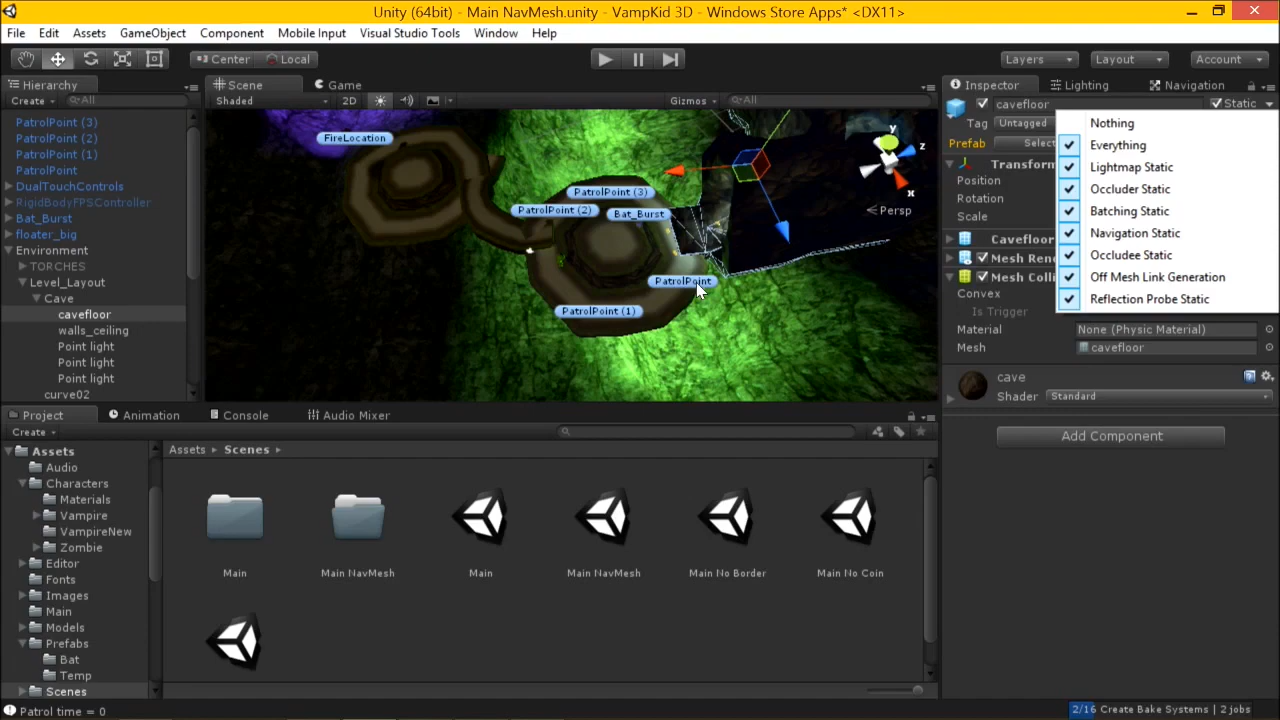 Unity (64bit) - Main NavMesh.unity - VampKid 3D - Windows Store Apps* <DX11>
File Edit Assets GameObject Component Mobile Input Visual Studio Tools Window Help
Center Local Layers Layout Account
Hierarchy
Create All
PatrolPoint (3)
PatrolPoint (2)
PatrolPoint (1)
PatrolPoint
DualTouchControls
RigidBodyFPSController
Bat_Burst
floater_big
Environment
TORCHES
Level_Layout
Cave
cavefloor
walls_ceiling
Point light
Point light
Point light
curve02
Scene Game
Shaded 2D Gizmos All
FireLocation
PatrolPoint (3)
PatrolPoint (2)
Bat_Burst
PatrolPoint
PatrolPoint (1)
y
z
x
Persp
Inspector Lighting Navigation
cavefloor Static
Tag Untagged
Prefab Select
Transform
Position
Rotation
Scale
Cavefloor
Mesh Ren
Mesh Colli
Convex
Is Trigger
Material None (Physic Material)
Mesh cavefloor
cave
Shader Standard
Add Component
Nothing
Everything
Lightmap Static
Occluder Static
Batching Static
Navigation Static
Occludee Static
Off Mesh Link Generation
Reflection Probe Static
Project Animation Console Audio Mixer
Create
Assets
Audio
Characters
Materials
Vampire
VampireNew
Zombie
Editor
Fonts
Images
Main
Models
Prefabs
Bat
Temp
Scenes
Assets Scenes
Main Main NavMesh Main Main NavMesh Main No Border Main No Coin
Patrol time = 0
2/16 Create Bake Systems | 2 jobs